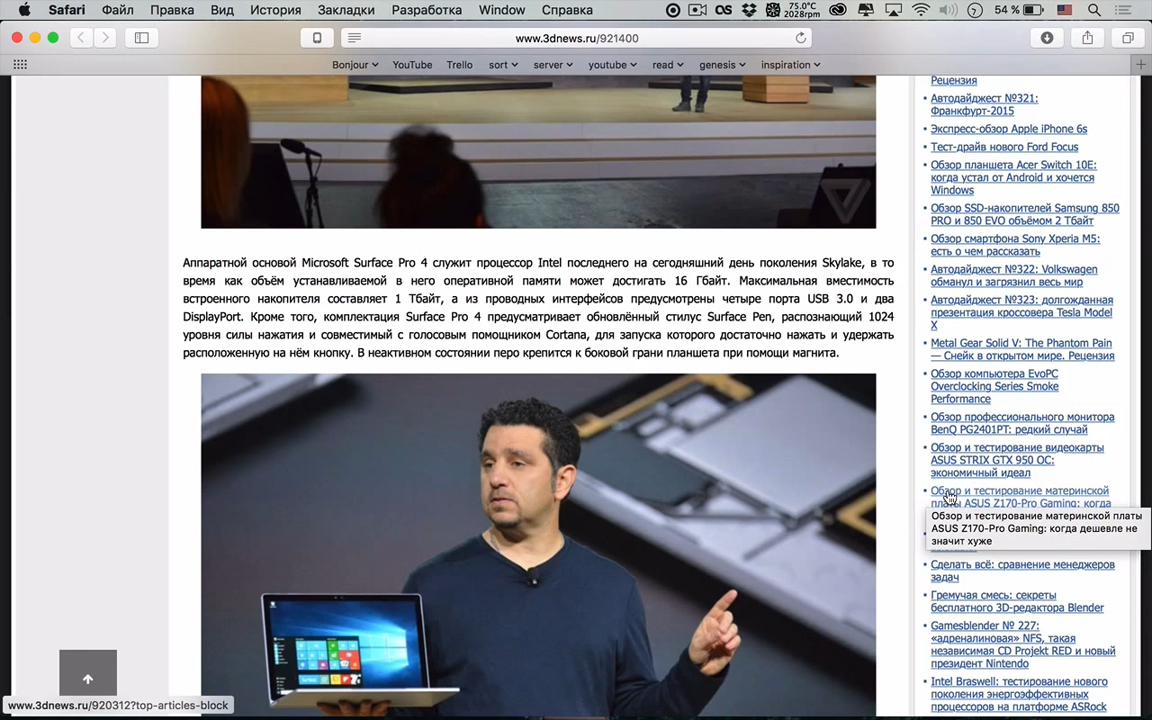 Safari Файл Правка Вид История Закладки Разработка Window Справка 75.0°C 2028rpm 54 %
www.3dnews.ru/921400
Bonjour YouTube Trello sort server youtube read genesis inspiration
Аппаратной основой Microsoft Surface Pro 4 служит процессор Intel последнего на сегодняшний день поколения Skylake, в то
время как объём устанавливаемой в него оперативной памяти может достигать 16 Гбайт. Максимальная вместимость
встроенного накопителя составляет 1 Тбайт, а из проводных интерфейсов предусмотрены четыре порта USB 3.0 и два
DisplayPort. Кроме того, комплектация Surface Pro 4 предусматривает обновлённый стилус Surface Pen, распознающий 1024
уровня силы нажатия и совместимый с голосовым помощником Cortana, для запуска которого достаточно нажать и удержать
расположенную на нём кнопку. В неактивном состоянии перо крепится к боковой грани планшета при помощи магнита.
Рецензия
Автодайджест №321:
Франкфурт-2015
Экспресс-обзор Apple iPhone 6s
Тест-драйв нового Ford Focus
Обзор планшета Acer Switch 10E:
когда устал от Android и хочется
Windows
Обзор SSD-накопителей Samsung 850
PRO и 850 EVO объёмом 2 Тбайт
Обзор смартфона Sony Xperia M5:
есть о чем рассказать
Автодайджест №322: Volkswagen
обманул и загрязнил весь мир
Автодайджест №323: долгожданная
презентация кроссовера Tesla Model
X
Metal Gear Solid V: The Phantom Pain
— Снейк в открытом мире. Рецензия
Обзор компьютера EvoPC
Overclocking Series Smoke
Performance
Обзор профессионального монитора
BenQ PG2401PT: редкий случай
Обзор и тестирование видеокарты
ASUS STRIX GTX 950 OC:
экономичный идеал
Обзор и тестирование материнской
платы ASUS Z170-Pro Gaming: когда
Обзор и тестирование материнской платы
ASUS Z170-Pro Gaming: когда дешевле не
значит хуже
Сделать всё: сравнение менеджеров
задач
Гремучая смесь: секреты
бесплатного 3D-редактора Blender
Gamesblender № 227:
«адреналиновая» NFS, такая
независимая CD Projekt RED и новый
президент Nintendo
Intel Braswell: тестирование нового
поколения энергоэффективных
процессоров на платформе ASRock
www.3dnews.ru/920312?top-articles-block